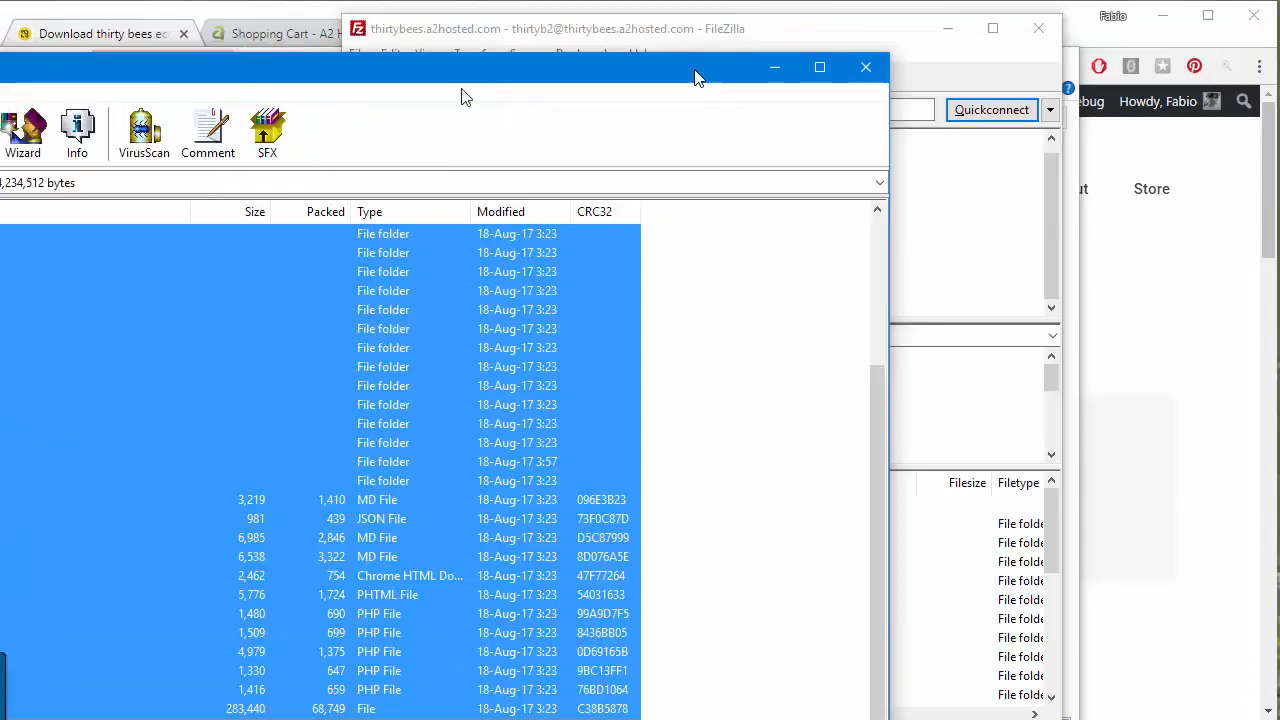 Fabio
Download thirty bees ec
Shopping Cart - A2 H
thirtybees.a2hosted.com - thirtyb2@thirtybees.a2hosted.com - FileZilla
Quickconnect
ebug
Howdy, Fabio
Wizard
Info
VirusScan
Comment
SFX
,234,512 bytes
ut
Store
Size
Packed
Type
Modified
CRC32
File folder 18-Aug-17 3:23
File folder 18-Aug-17 3:23
File folder 18-Aug-17 3:23
File folder 18-Aug-17 3:23
File folder 18-Aug-17 3:23
File folder 18-Aug-17 3:23
File folder 18-Aug-17 3:23
File folder 18-Aug-17 3:23
File folder 18-Aug-17 3:23
File folder 18-Aug-17 3:23
File folder 18-Aug-17 3:23
File folder 18-Aug-17 3:23
File folder 18-Aug-17 3:57
File folder 18-Aug-17 3:23
3,219 1,410 MD File 18-Aug-17 3:23 096E3B23
981 439 JSON File 18-Aug-17 3:23 73F0C87D
6,985 2,846 MD File 18-Aug-17 3:23 D5C87999
6,538 3,322 MD File 18-Aug-17 3:23 8D076A5E
2,462 754 Chrome HTML Do... 18-Aug-17 3:23 47F77264
5,776 1,724 PHTML File 18-Aug-17 3:23 54031633
1,480 690 PHP File 18-Aug-17 3:23 99A9D7F5
1,509 699 PHP File 18-Aug-17 3:23 8436BB05
4,979 1,375 PHP File 18-Aug-17 3:23 0D69165B
1,330 647 PHP File 18-Aug-17 3:23 9BC13FF1
1,416 659 PHP File 18-Aug-17 3:23 76BD1064
283,440 68,749 File 18-Aug-17 3:23 C38B5878
Filesize
Filetype
File folde
File folde
File folde
File folde
File folde
File folde
File folde
File folde
File folde
File folde